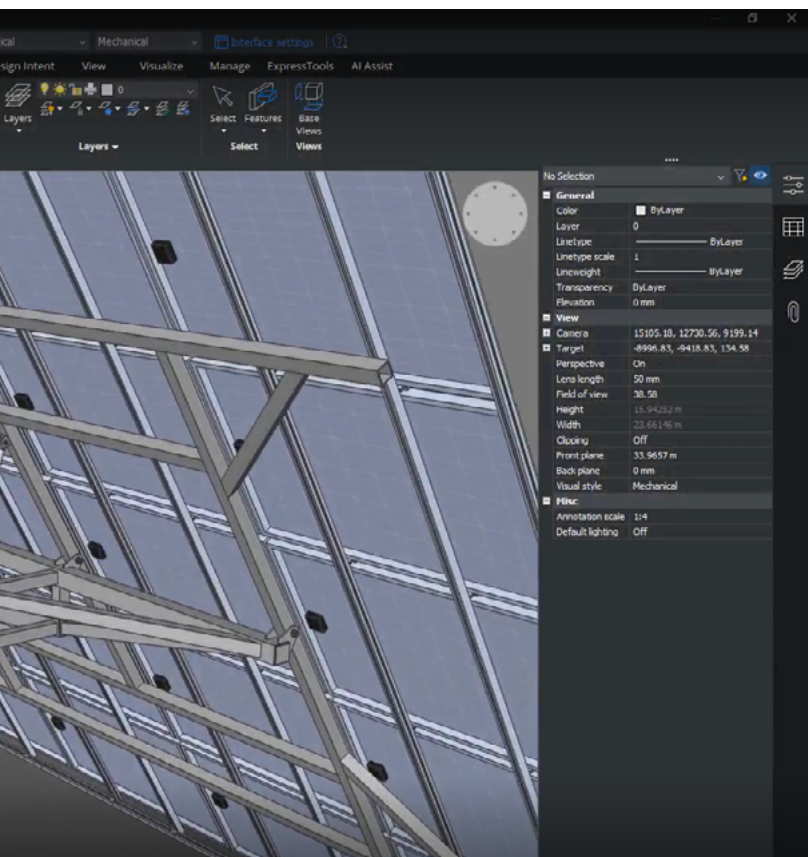 ical Mechanical Interface settings
sign Intent View Visualize Manage ExpressTools AI Assist
0
Layers Select Features Base Views
Layers Select Views
No Selection
General
Color ByLayer
Layer 0
Linetype ByLayer
Linetype scale 1
Lineweight ByLayer
Transparency ByLayer
Elevation 0 mm
View
Camera 15105.18, 12730.56, 9199.14
Target -8996.83, -9418.83, 134.58
Perspective On
Lens length 50 mm
Field of view 38.58
Height 15.94252 m
Width 23.66146 m
Clipping Off
Front plane 33.9657 m
Back plane 0 mm
Visual style Mechanical
Misc
Annotation scale 1:4
Default lighting Off